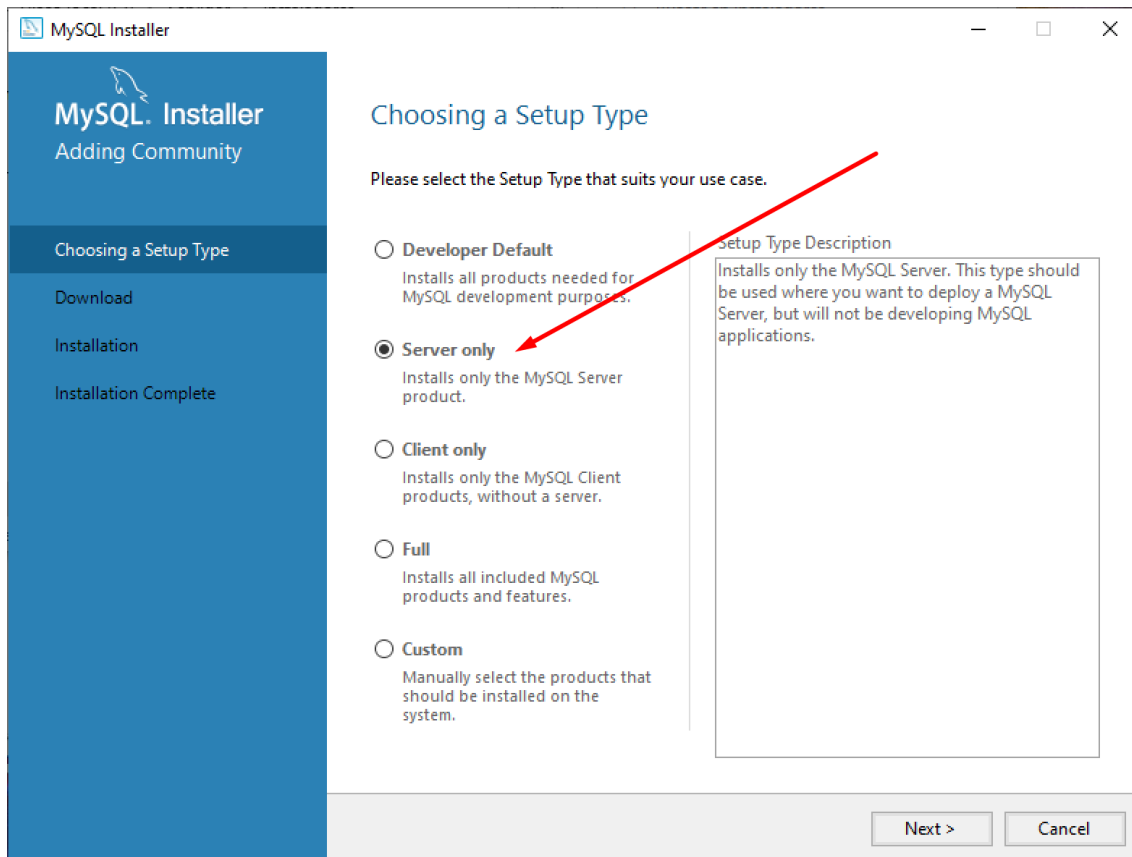 MySQL Installer
MySQL. Installer
Adding Community
Choosing a Setup Type
Download
Installation
Installation Complete
Choosing a Setup Type
Please select the Setup Type that suits your use case.
Developer Default
Installs all products needed for
MySQL development purposes.
Server only
Installs only the MySQL Server
product.
Client only
Installs only the MySQL Client
products, without a server.
Full
Installs all included MySQL
products and features.
Custom
Manually select the products that
should be installed on the
system.
Setup Type Description
Installs only the MySQL Server. This type should
be used where you want to deploy a MySQL
Server, but will not be developing MySQL
applications.
Next >
Cancel